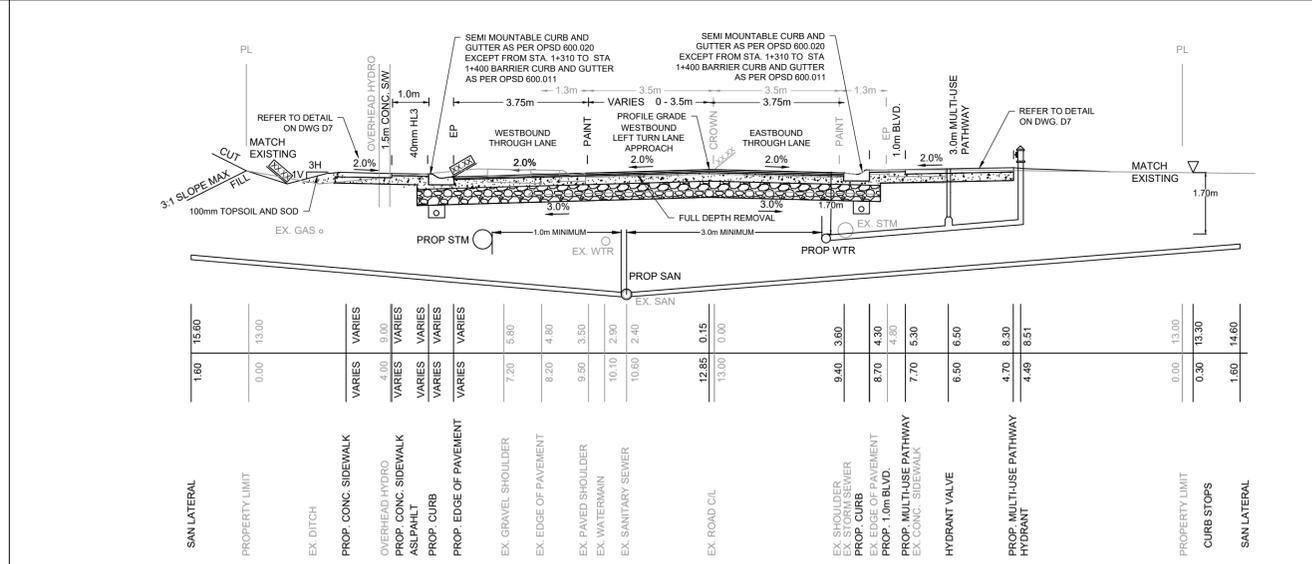 SEMI MOUNTABLE CURB AND
GUTTER AS PER OPSD 600.020
EXCEPT FROM STA. 1+310 TO STA
1+400 BARRIER CURB AND GUTTER
AS PER OPSD 600.011
SEMI MOUNTABLE CURB AND
GUTTER AS PER OPSD 600.020
EXCEPT FROM STA. 1+310 TO STA
1+400 BARRIER CURB AND GUTTER
AS PER OPSD 600.011
PL
PL
OVERHEAD HYDRO
1.5m CONC. S/W
1.0m
40mm HL3
EP
1.3m
3.5m
3.5m
1.3m
3.75m
VARIES 0 - 3.5m
3.75m
REFER TO DETAIL
ON DWG D7
WESTBOUND
THROUGH LANE
PAINT
PROFILE GRADE
WESTBOUND
LEFT TURN LANE
APPROACH
CROWN
EASTBOUND
THROUGH LANE
PAINT
EP
1.0m BLVD.
3.0m MULTI-USE
PATHWAY
REFER TO DETAIL
ON DWG. D7
MATCH
EXISTING
CUT
FILL
3:1 SLOPE MAX
XX.XX
3H
1V
2.0%
XX.XX
2.0%
2.0%
XX.XX
2.0%
2.0%
MATCH
EXISTING
1.70m
100mm TOPSOIL AND SOD
3.0%
3.0%
1.70m
FULL DEPTH REMOVAL
EX. GAS
PROP STM
1.0m MINIMUM
EX. WTR
3.0m MINIMUM
PROP WTR
EX. STM
PROP SAN
EX. SAN
15.60
13.00
VARIES
9.00
VARIES
VARIES
VARIES
5.80
4.80
3.50
2.90
2.40
0.15
0.00
3.60
4.30
4.80
5.30
6.50
8.30
8.51
13.00
13.30
14.60
1.60
0.00
VARIES
4.00
VARIES
VARIES
VARIES
7.20
8.20
9.50
10.10
10.60
12.85
13.00
9.40
8.70
7.70
6.50
4.70
4.49
0.00
0.30
1.60
SAN LATERAL
PROPERTY LIMIT
EX. DITCH
PROP. CONC. SIDEWALK
OVERHEAD HYDRO
PROP. CONC. SIDEWALK
ASLPAHLT
PROP. CURB
PROP. EDGE OF PAVEMENT
EX. GRAVEL SHOULDER
EX. EDGE OF PAVEMENT
EX. PAVED SHOULDER
EX. WATERMAIN
EX. SANITARY SEWER
EX. ROAD C/L
EX. SHOULDER
EX. STORM SEWER
PROP. CURB
EX. EDGE OF PAVEMENT
PROP. 1.0m BLVD.
PROP. MULTI-USE PATHWAY
EX. CONC. SIDEWALK
HYDRANT VALVE
PROP. MULTI-USE PATHWAY
HYDRANT
PROPERTY LIMIT
CURB STOPS
SAN LATERAL